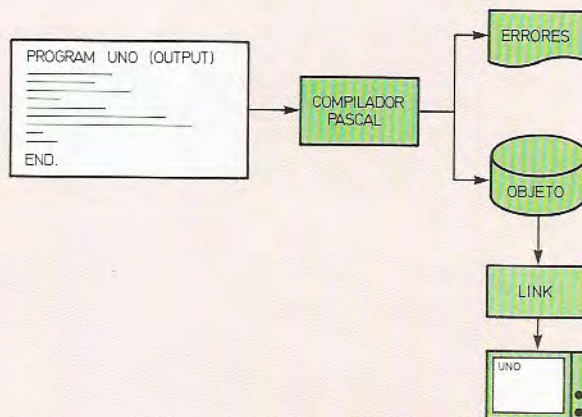 PROGRAM UNO (OUTPUT)
END.
COMPILADOR
PASCAL
ERRORES
OBJETO
LINK
UNO